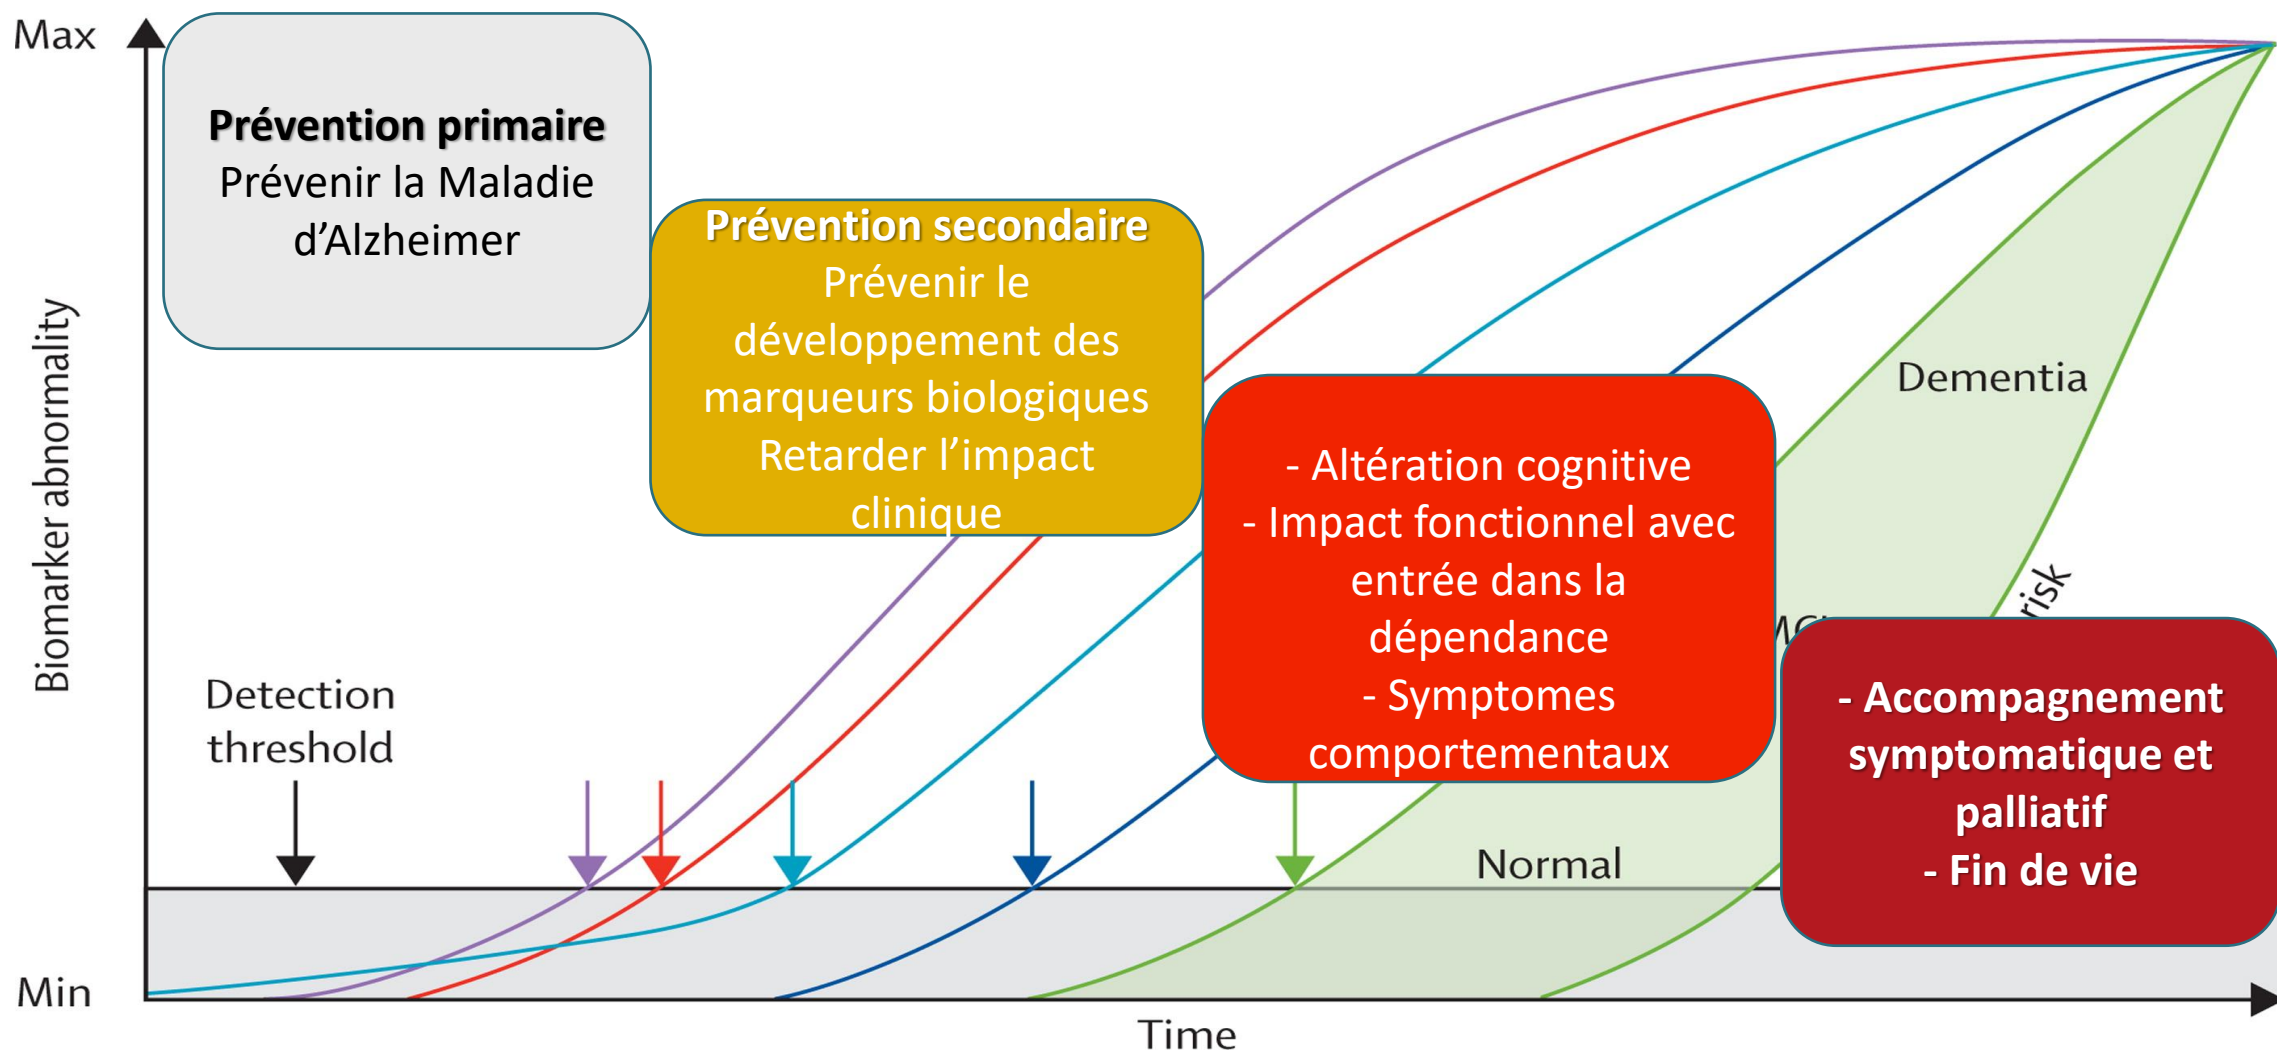 Max
Prévention primaire
Prévenir la Maladie
d’Alzheimer
Prévention secondaire
Prévenir le
développement des
marqueurs biologiques
Retarder l’impact
clinique
- Altération cognitive
- Impact fonctionnel avec
entrée dans la
dépendance
- Symptomes
comportementaux
- Accompagnement
symptomatique et
palliatif
- Fin de vie
Biomarker abnormality
Detection
threshold
Dementia
risk
Normal
Min
Time